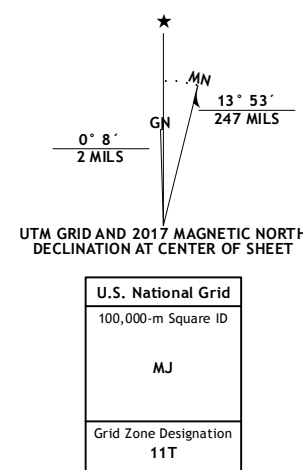 MN
GN
13° 53´
247 MILS
0° 8´
2 MILS
UTM GRID AND 2017 MAGNETIC NORTH
DECLINATION AT CENTER OF SHEET
U.S. National Grid
100,000-m Square ID
MJ
Grid Zone Designation
11T